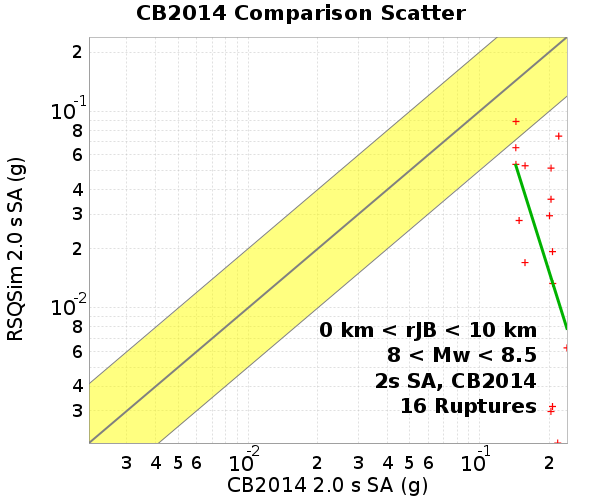 CB2014 Comparison Scatter
RSQSim 2.0 s SA (g)
2
10-1
8
6
4
3
2
10-2
8
6
4
3
0 km < rJB < 10 km
8 < Mw < 8.5
2s SA, CB2014
16 Ruptures
3 4 5 6 10-2 2 3 4 5 6 10-1 2
CB2014 2.0 s SA (g)